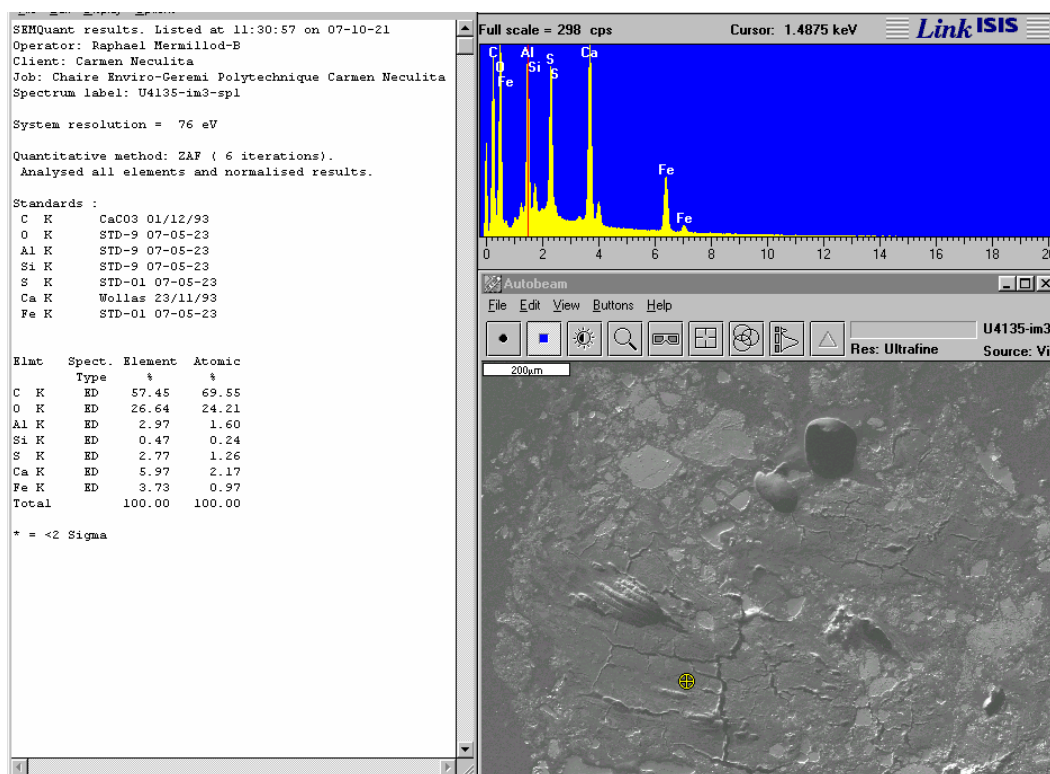 SEMQuant results. Listed at 11:30:57 on 07-10-21
Operator: Raphael Mermillod-B
Client: Carmen Neculita
Job: Chaire Enviro-Geremi Polytechnique Carmen Neculita
Spectrum label: U4135-im3-sp1
System resolution = 76 eV
Quantitative method: ZAF ( 6 iterations).
Analysed all elements and normalised results.
Standards :
C K CaCO3 01/12/93
O K STD-9 07-05-23
Al K STD-9 07-05-23
Si K STD-9 07-05-23
S K STD-01 07-05-23
Ca K Wollas 23/11/93
Fe K STD-01 07-05-23
Elmt Spect. Element Atomic
Type % %
C K ED 57.45 69.55
O K ED 26.64 24.21
Al K ED 2.97 1.60
Si K ED 0.47 0.24
S K ED 2.77 1.26
Ca K ED 5.97 2.17
Fe K ED 3.73 0.97
Total 100.00 100.00
* = <2 Sigma
Full scale = 298 cps Cursor: 1.4875 keV Link ISIS
C Al S Ca
O Si S
Fe
Fe
Fe
0 2 4 6 8 10 12 14 16 18 20
Autobeam
File Edit View Buttons Help
U4135-im3
Res: Ultrafine Source: Vi
200µm